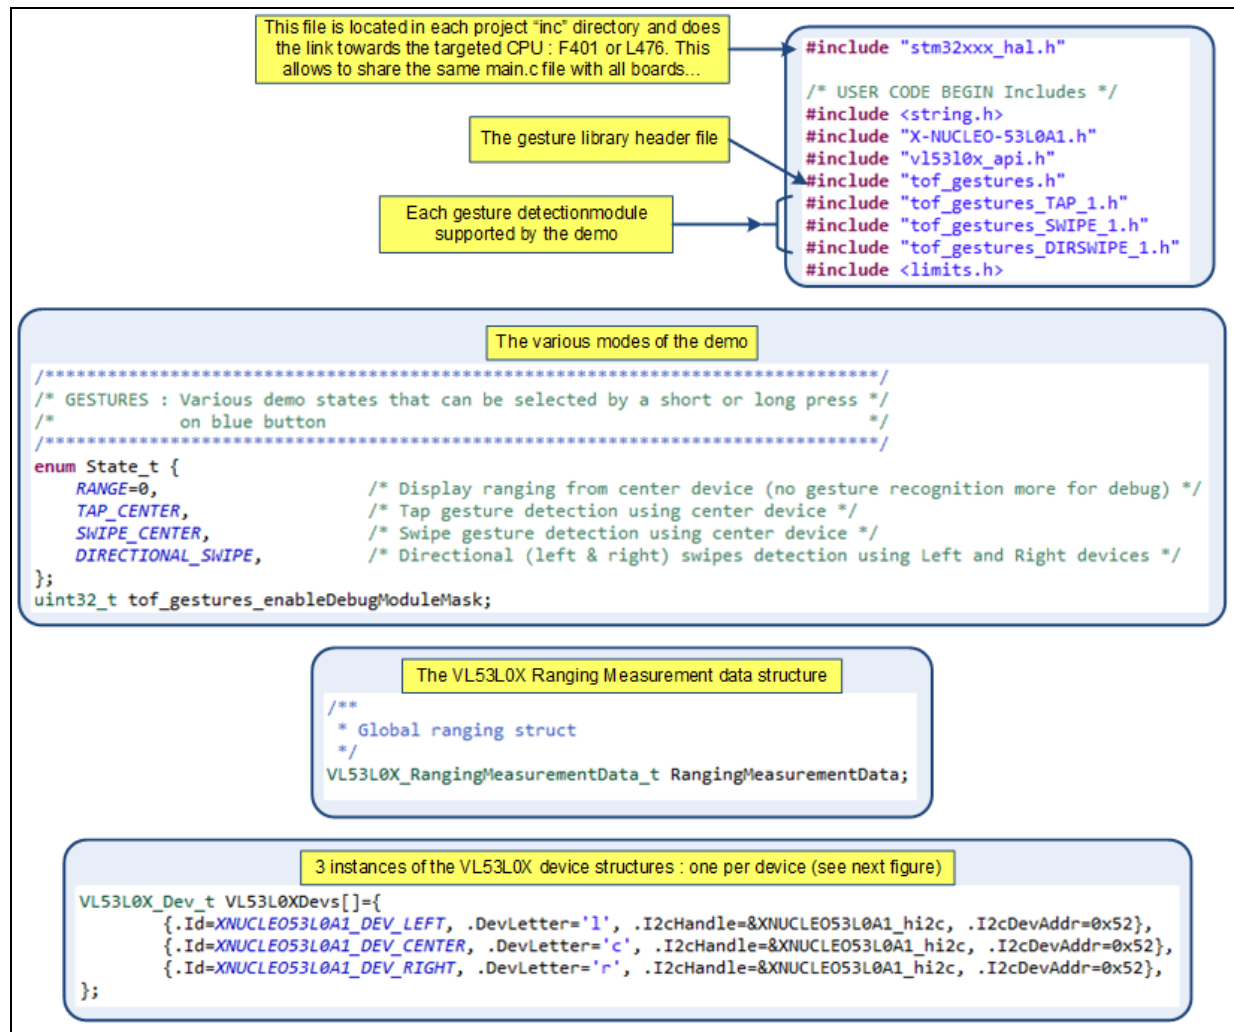 This file is located in each project “inc” directory and does
the link towards the targeted CPU : F401 or L476. This
allows to share the same main.c file with all boards...
#include "stm32xxx_hal.h"
/* USER CODE BEGIN Includes */
#include <string.h>
#include "X-NUCLEO-53L0A1.h"
#include "vl53l0x_api.h"
#include "tof_gestures.h"
#include "tof_gestures_TAP_1.h"
#include "tof_gestures_SWIPE_1.h"
#include "tof_gestures_DIRSWIPE_1.h"
#include <limits.h>
The gesture library header file
Each gesture detectionmodule
supported by the demo
The various modes of the demo
/********************************************************************************/
/* GESTURES : Various demo states that can be selected by a short or long press */
/*            on blue button                                                    */
/********************************************************************************/
enum State_t {
    RANGE=0,                    /* Display ranging from center device (no gesture recognition more for debug) */
    TAP_CENTER,                 /* Tap gesture detection using center device */
    SWIPE_CENTER,               /* Swipe gesture detection using center device */
    DIRECTIONAL_SWIPE,          /* Directional (left & right) swipes detection using Left and Right devices */
};
uint32_t tof_gestures_enableDebugModuleMask;
The VL53L0X Ranging Measurement data structure
/**
 * Global ranging struct
 */
VL53L0X_RangingMeasurementData_t RangingMeasurementData;
3 instances of the VL53L0X device structures : one per device (see next figure)
VL53L0X_Dev_t VL53L0XDevs[]={
        {.Id=XNUCLEO53L0A1_DEV_LEFT, .DevLetter='l', .I2cHandle=&XNUCLEO53L0A1_hi2c, .I2cDevAddr=0x52},
        {.Id=XNUCLEO53L0A1_DEV_CENTER, .DevLetter='c', .I2cHandle=&XNUCLEO53L0A1_hi2c, .I2cDevAddr=0x52},
        {.Id=XNUCLEO53L0A1_DEV_RIGHT, .DevLetter='r', .I2cHandle=&XNUCLEO53L0A1_hi2c, .I2cDevAddr=0x52},
};